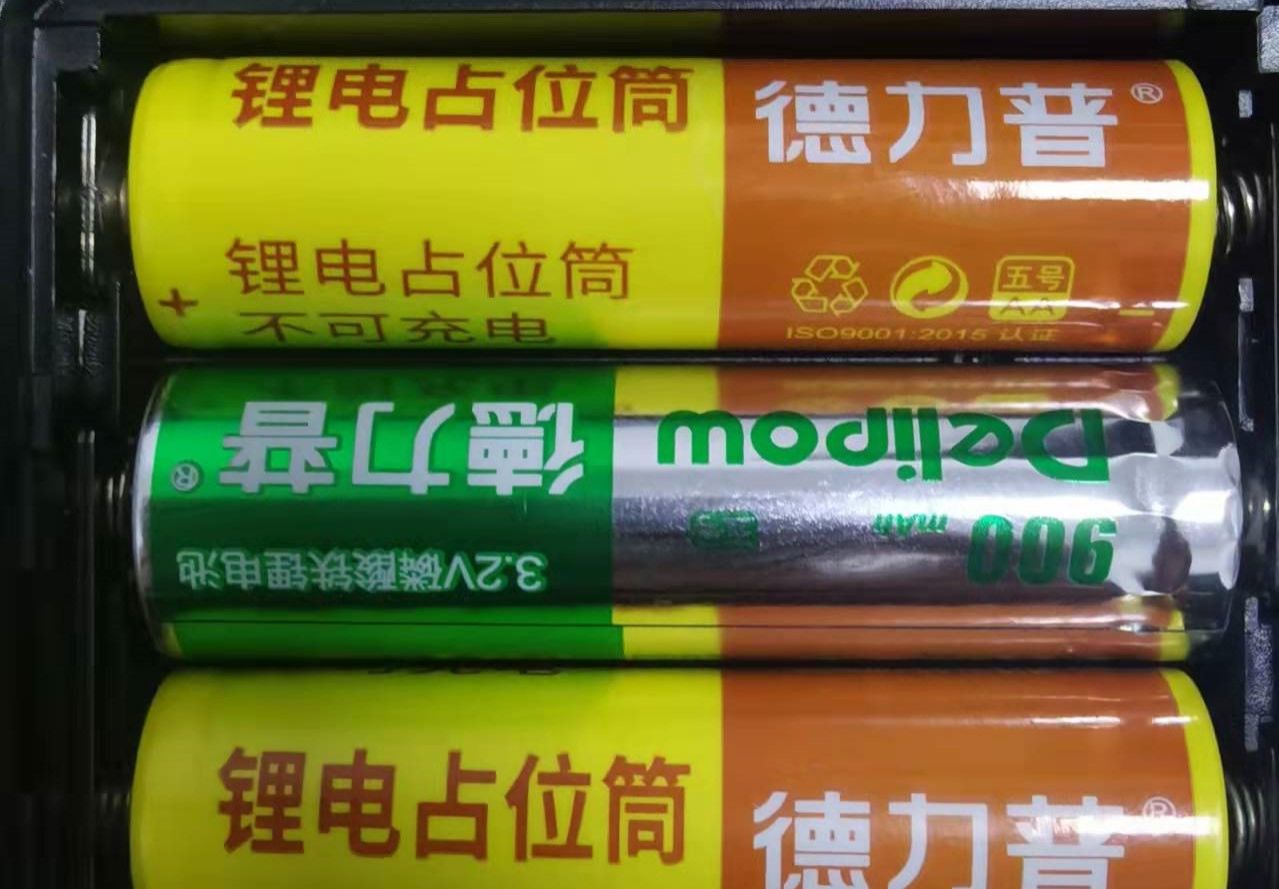 锂电占位筒
德力普®
锂电占位筒
不可充电
+
-
五号
AA
ISO9001:2015 认证
德力普®
3.2V磷酸铁锂电池
Delipow
900 mAh
锂电占位筒
德力普®